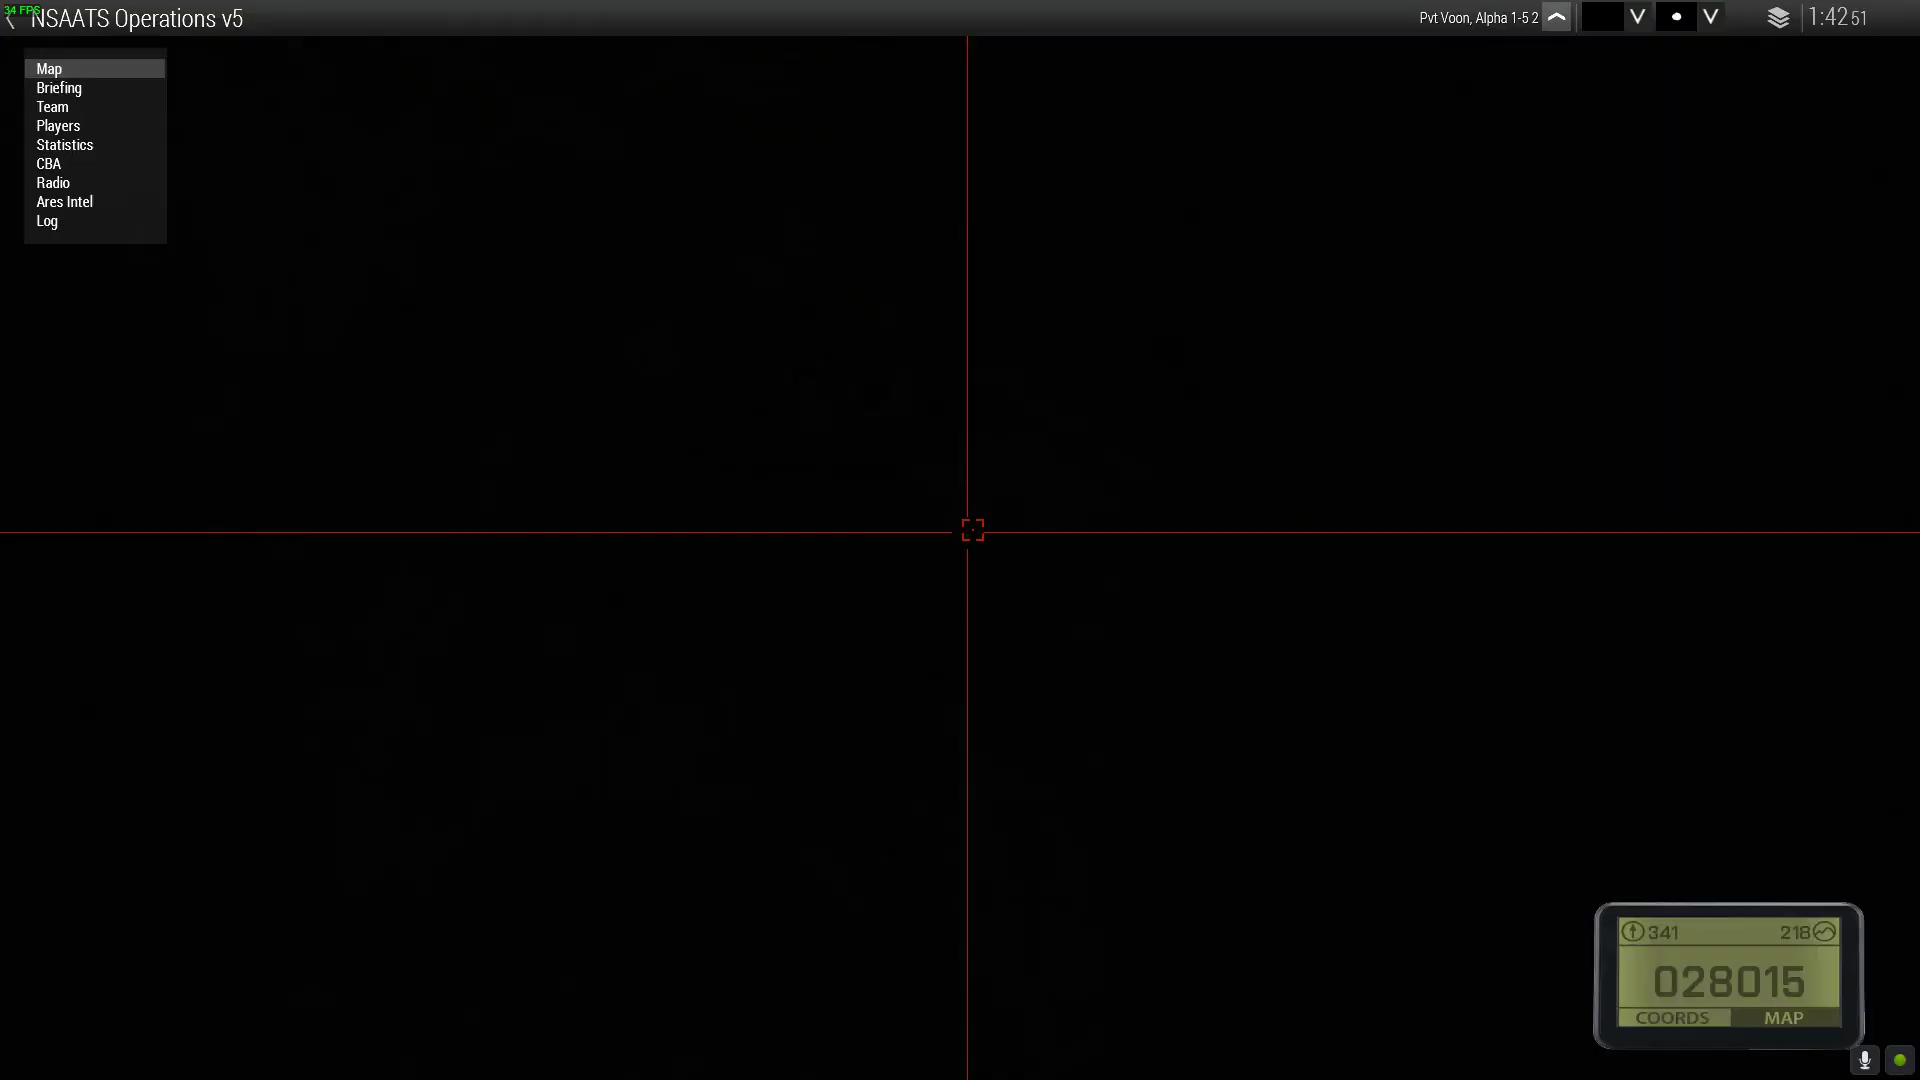 34 FPS
NSAATS Operations v5
Pvt Voon, Alpha 1-5 2
V
V
1:42 51
Map
Briefing
Team
Players
Statistics
CBA
Radio
Ares Intel
Log
341
218
028015
COORDS
MAP